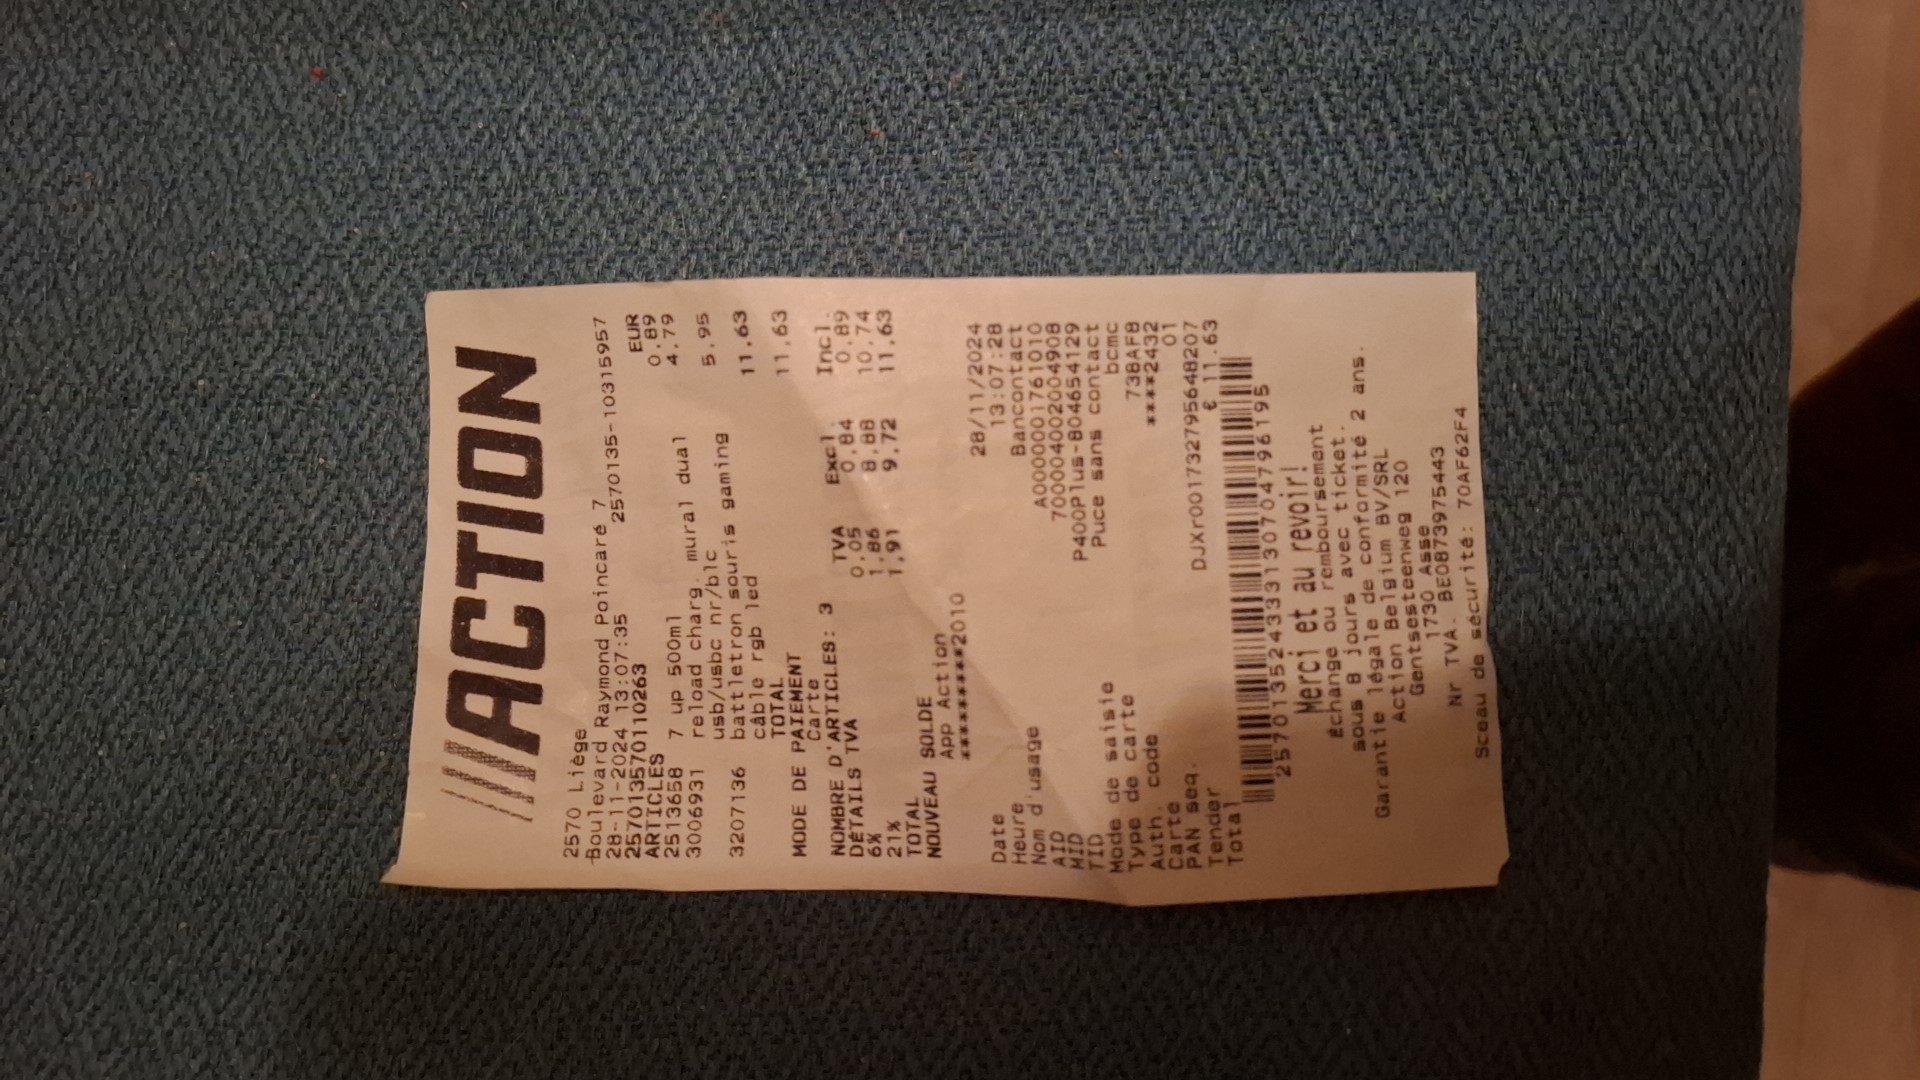 ///ACTION
2570 Liège
Boulevard Raymond Poincaré 7
28-11-2024 13:07:35 2570135-10315957
2570135701 10263
ARTICLES EUR
2513658 7 up 500ml 0.89
3006931 reload charg. mural dual 4.79
usb/usbc nr/blc
3207136 battletron souris gaming 5.95
câble rgb led
TOTAL 11.63
MODE DE PAIEMENT
Carte 11.63
NOMBRE D'ARTICLES: 3
DÉTAILS TVA TVA Excl. Incl.
6% 0.05 0.84 0.89
21% 1.86 8.88 10.74
TOTAL 1.91 9.72 11.63
NOUVEAU SOLDE
App Action
**********2010
Date 28/11/2024
Heure 13:07:28
Nom d'usage Bancontact
AID A0000001761010
MID 7000040020004908
TID P400Plus-804654129
Mode de saisie Puce sans contact
Type de carte bcmc
Auth. code 738AF8
Carte ****2432
PAN seq. 01
Tender DJXr001732795648207
Total € 11.63
257013524333130704796195
Merci et au revoir!
échange ou remboursement
sous 8 jours avec ticket.
Garantie légale de conformité 2 ans.
Action Belgium BV/SRL
Gentsesteenweg 120
1730 Asse
Nr TVA. BE0873975443
Sceau de sécurité: 70AF62F4